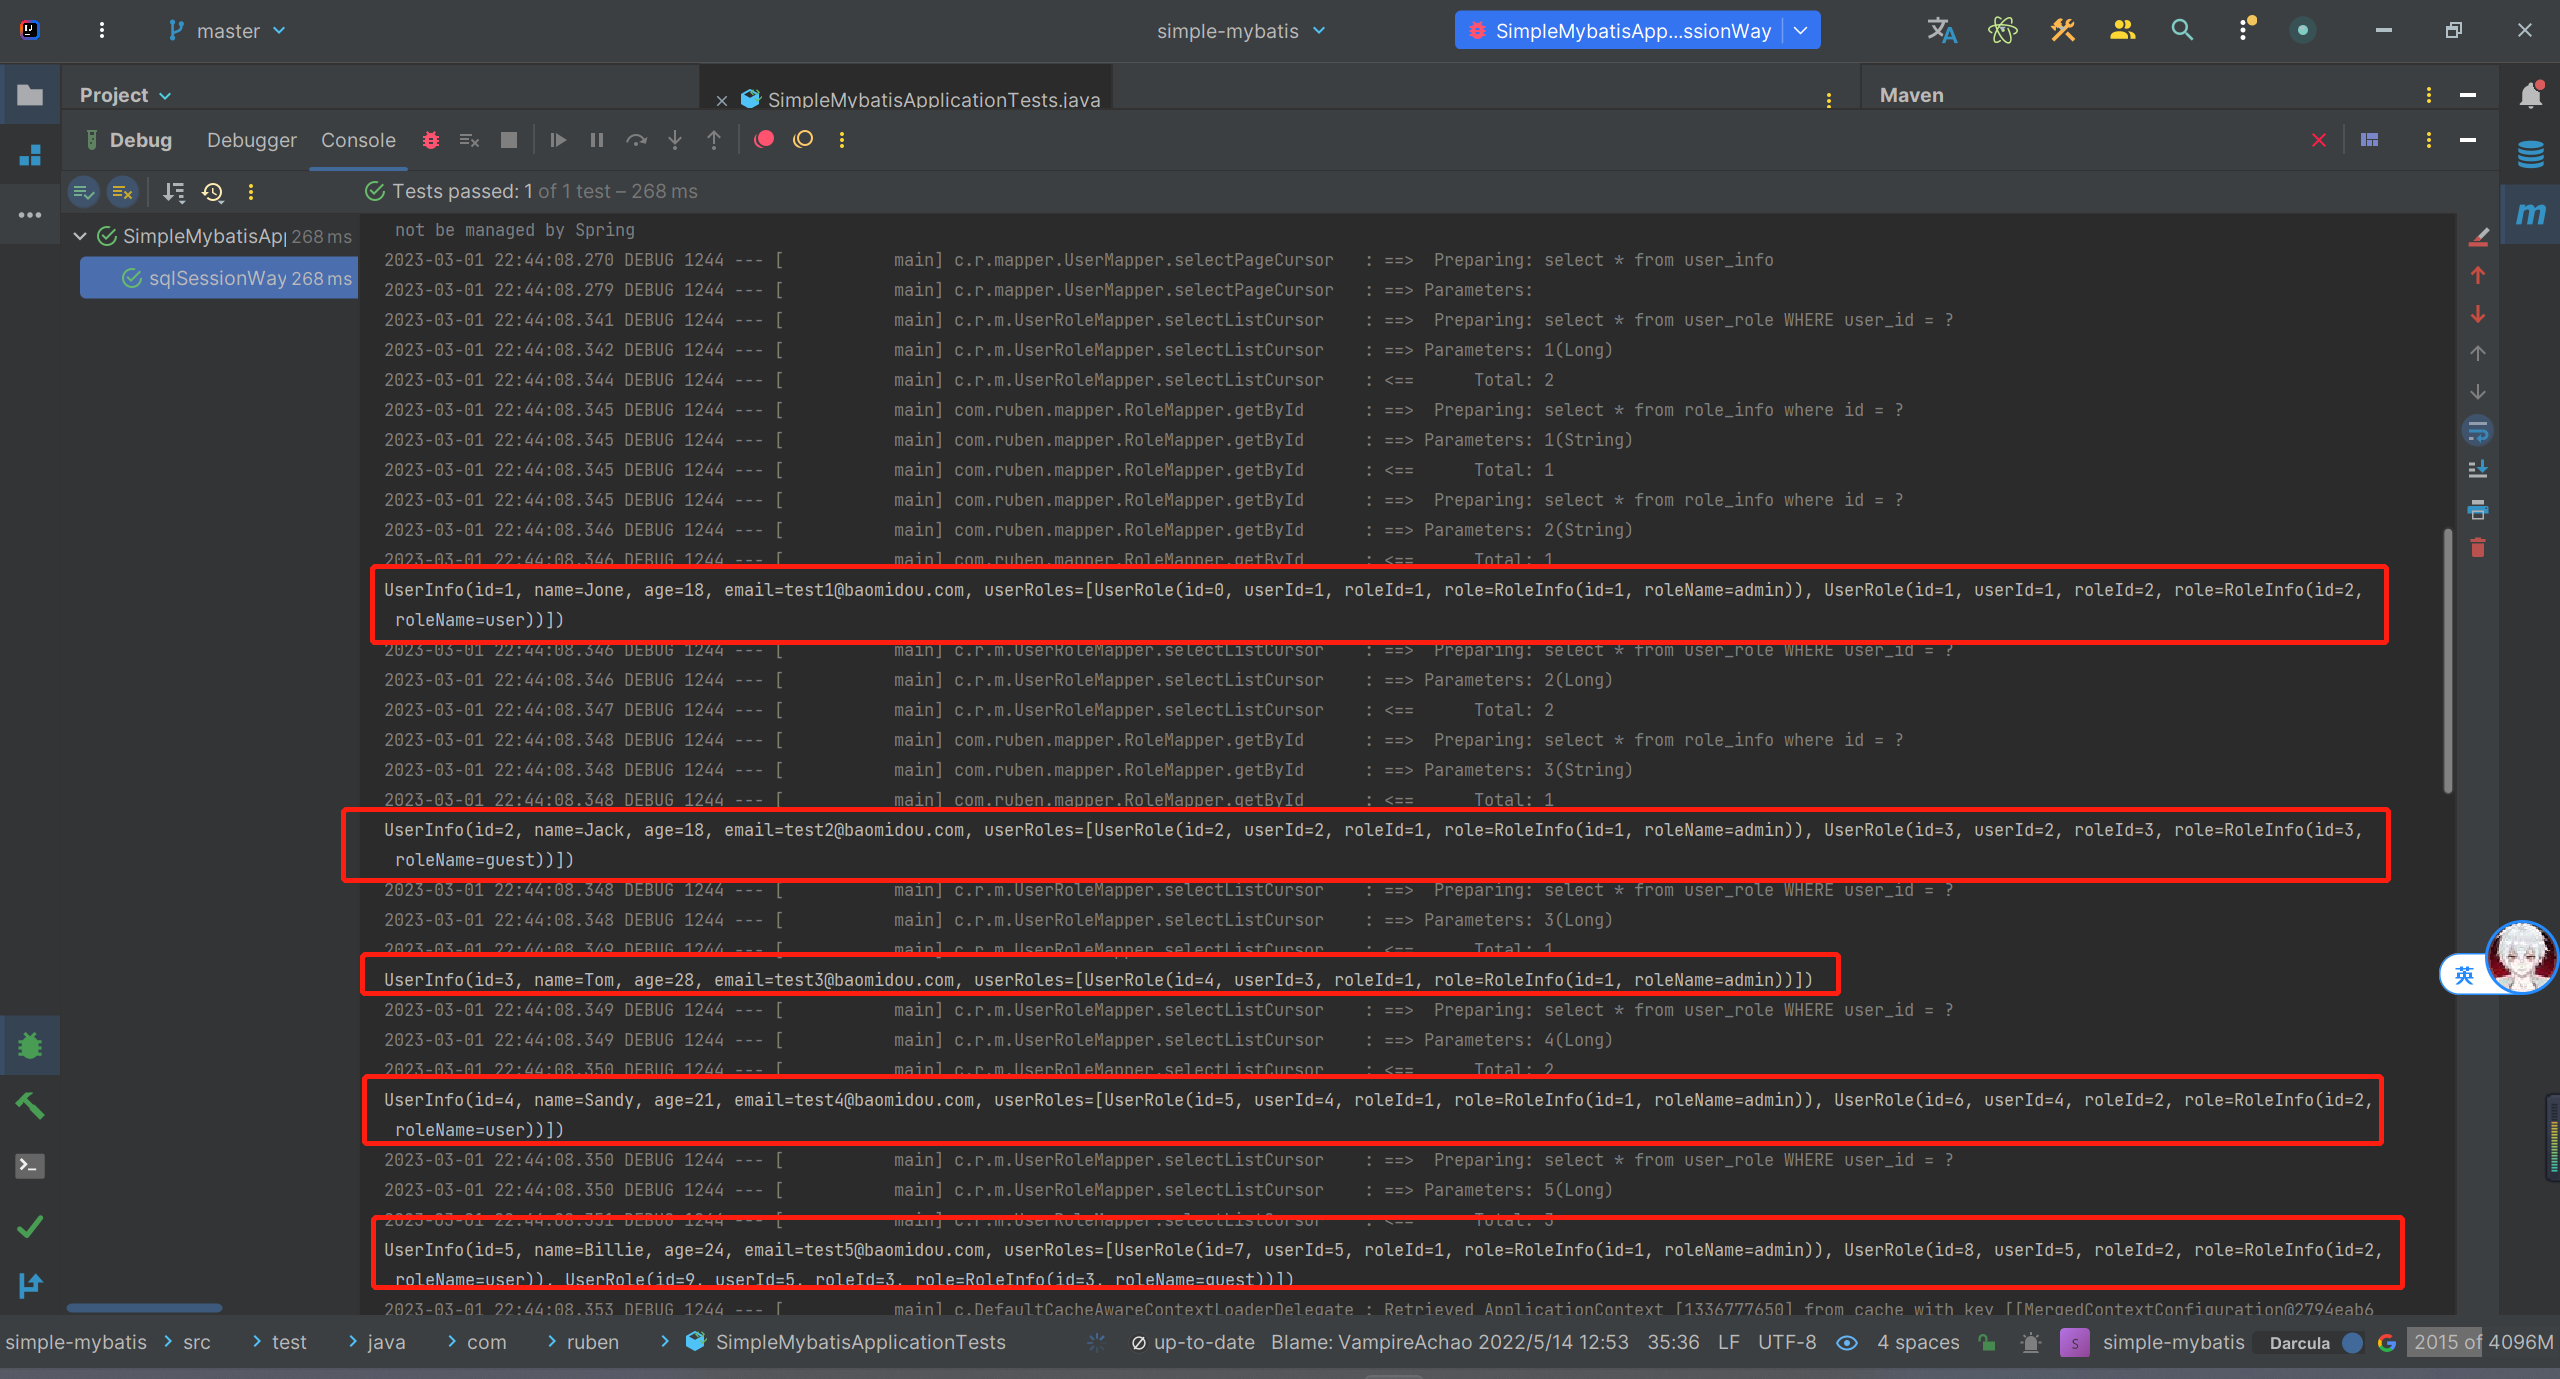 master
simple-mybatis
SimpleMybatisApp...ssionWay
Project
SimpleMybatisApplicationTests.java
Maven
Debug
Debugger
Console
Tests passed: 1 of 1 test – 268 ms
SimpleMybatisApp 268 ms
sqlSessionWay 268 ms
not be managed by Spring
2023-03-01 22:44:08.270 DEBUG 1244 --- [           main] c.r.mapper.UserMapper.selectPageCursor   : ==>  Preparing: select * from user_info
2023-03-01 22:44:08.279 DEBUG 1244 --- [           main] c.r.mapper.UserMapper.selectPageCursor   : ==> Parameters:
2023-03-01 22:44:08.341 DEBUG 1244 --- [           main] c.r.m.UserRoleMapper.selectListCursor    : ==>  Preparing: select * from user_role WHERE user_id = ?
2023-03-01 22:44:08.342 DEBUG 1244 --- [           main] c.r.m.UserRoleMapper.selectListCursor    : ==> Parameters: 1(Long)
2023-03-01 22:44:08.344 DEBUG 1244 --- [           main] c.r.m.UserRoleMapper.selectListCursor    : <==      Total: 2
2023-03-01 22:44:08.345 DEBUG 1244 --- [           main] com.ruben.mapper.RoleMapper.getById      : ==>  Preparing: select * from role_info where id = ?
2023-03-01 22:44:08.345 DEBUG 1244 --- [           main] com.ruben.mapper.RoleMapper.getById      : ==> Parameters: 1(String)
2023-03-01 22:44:08.345 DEBUG 1244 --- [           main] com.ruben.mapper.RoleMapper.getById      : <==      Total: 1
2023-03-01 22:44:08.345 DEBUG 1244 --- [           main] com.ruben.mapper.RoleMapper.getById      : ==>  Preparing: select * from role_info where id = ?
2023-03-01 22:44:08.346 DEBUG 1244 --- [           main] com.ruben.mapper.RoleMapper.getById      : ==> Parameters: 2(String)
2023-03-01 22:44:08.346 DEBUG 1244 --- [           main] com.ruben.mapper.RoleMapper.getById      : <==      Total: 1
UserInfo(id=1, name=Jone, age=18, email=test1@baomidou.com, userRoles=[UserRole(id=0, userId=1, roleId=1, role=RoleInfo(id=1, roleName=admin)), UserRole(id=1, userId=1, roleId=2, role=RoleInfo(id=2,
roleName=user))])
2023-03-01 22:44:08.346 DEBUG 1244 --- [           main] c.r.m.UserRoleMapper.selectListCursor    : ==>  Preparing: select * from user_role WHERE user_id = ?
2023-03-01 22:44:08.346 DEBUG 1244 --- [           main] c.r.m.UserRoleMapper.selectListCursor    : ==> Parameters: 2(Long)
2023-03-01 22:44:08.347 DEBUG 1244 --- [           main] c.r.m.UserRoleMapper.selectListCursor    : <==      Total: 2
2023-03-01 22:44:08.348 DEBUG 1244 --- [           main] com.ruben.mapper.RoleMapper.getById      : ==>  Preparing: select * from role_info where id = ?
2023-03-01 22:44:08.348 DEBUG 1244 --- [           main] com.ruben.mapper.RoleMapper.getById      : ==> Parameters: 3(String)
2023-03-01 22:44:08.348 DEBUG 1244 --- [           main] com.ruben.mapper.RoleMapper.getById      : <==      Total: 1
UserInfo(id=2, name=Jack, age=18, email=test2@baomidou.com, userRoles=[UserRole(id=2, userId=2, roleId=1, role=RoleInfo(id=1, roleName=admin)), UserRole(id=3, userId=2, roleId=3, role=RoleInfo(id=3,
roleName=guest))])
2023-03-01 22:44:08.348 DEBUG 1244 --- [           main] c.r.m.UserRoleMapper.selectListCursor    : ==>  Preparing: select * from user_role WHERE user_id = ?
2023-03-01 22:44:08.348 DEBUG 1244 --- [           main] c.r.m.UserRoleMapper.selectListCursor    : ==> Parameters: 3(Long)
2023-03-01 22:44:08.349 DEBUG 1244 --- [           main] c.r.m.UserRoleMapper.selectListCursor    : <==      Total: 1
UserInfo(id=3, name=Tom, age=28, email=test3@baomidou.com, userRoles=[UserRole(id=4, userId=3, roleId=1, role=RoleInfo(id=1, roleName=admin))])
2023-03-01 22:44:08.349 DEBUG 1244 --- [           main] c.r.m.UserRoleMapper.selectListCursor    : ==>  Preparing: select * from user_role WHERE user_id = ?
2023-03-01 22:44:08.349 DEBUG 1244 --- [           main] c.r.m.UserRoleMapper.selectListCursor    : ==> Parameters: 4(Long)
2023-03-01 22:44:08.350 DEBUG 1244 --- [           main] c.r.m.UserRoleMapper.selectListCursor    : <==      Total: 2
UserInfo(id=4, name=Sandy, age=21, email=test4@baomidou.com, userRoles=[UserRole(id=5, userId=4, roleId=1, role=RoleInfo(id=1, roleName=admin)), UserRole(id=6, userId=4, roleId=2, role=RoleInfo(id=2,
roleName=user))])
2023-03-01 22:44:08.350 DEBUG 1244 --- [           main] c.r.m.UserRoleMapper.selectListCursor    : ==>  Preparing: select * from user_role WHERE user_id = ?
2023-03-01 22:44:08.350 DEBUG 1244 --- [           main] c.r.m.UserRoleMapper.selectListCursor    : ==> Parameters: 5(Long)
2023-03-01 22:44:08.351 DEBUG 1244 --- [           main] c.r.m.UserRoleMapper.selectListCursor    : <==      Total: 3
UserInfo(id=5, name=Billie, age=24, email=test5@baomidou.com, userRoles=[UserRole(id=7, userId=5, roleId=1, role=RoleInfo(id=1, roleName=admin)), UserRole(id=8, userId=5, roleId=2, role=RoleInfo(id=2,
roleName=user)), UserRole(id=9, userId=5, roleId=3, role=RoleInfo(id=3, roleName=guest))])
2023-03-01 22:44:08.353 DEBUG 1244 --- [           main] c.DefaultCacheAwareContextLoaderDelegate : Retrieved ApplicationContext [1336777650] from cache with key [[MergedContextConfiguration@2794eab6
英
simple-mybatis > src > test > java > com > ruben > SimpleMybatisApplicationTests
up-to-date Blame: VampireAchao 2022/5/14 12:53 35:36 LF UTF-8 4 spaces S simple-mybatis Darcula 2015 of 4096M